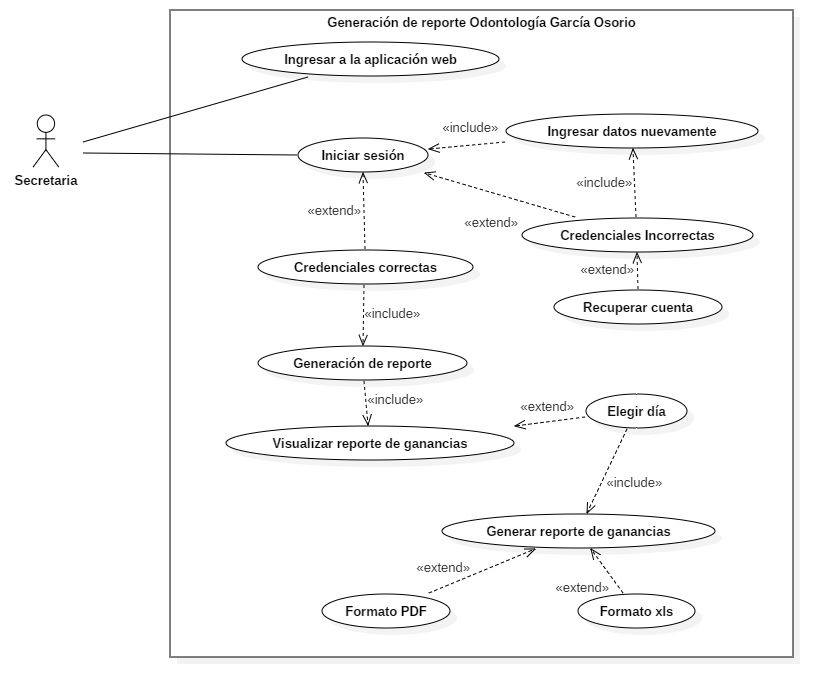 Generación de reporte Odontología García Osorio
Ingresar a la aplicación web
«include»
Ingresar datos nuevamente
Iniciar sesión
Secretaria
«include»
«extend»
«extend»
Credenciales Incorrectas
Credenciales correctas
«extend»
Recuperar cuenta
«include»
Generación de reporte
«include»
«extend»
Elegir día
Visualizar reporte de ganancias
«include»
Generar reporte de ganancias
«extend»
«extend»
Formato PDF
Formato xls